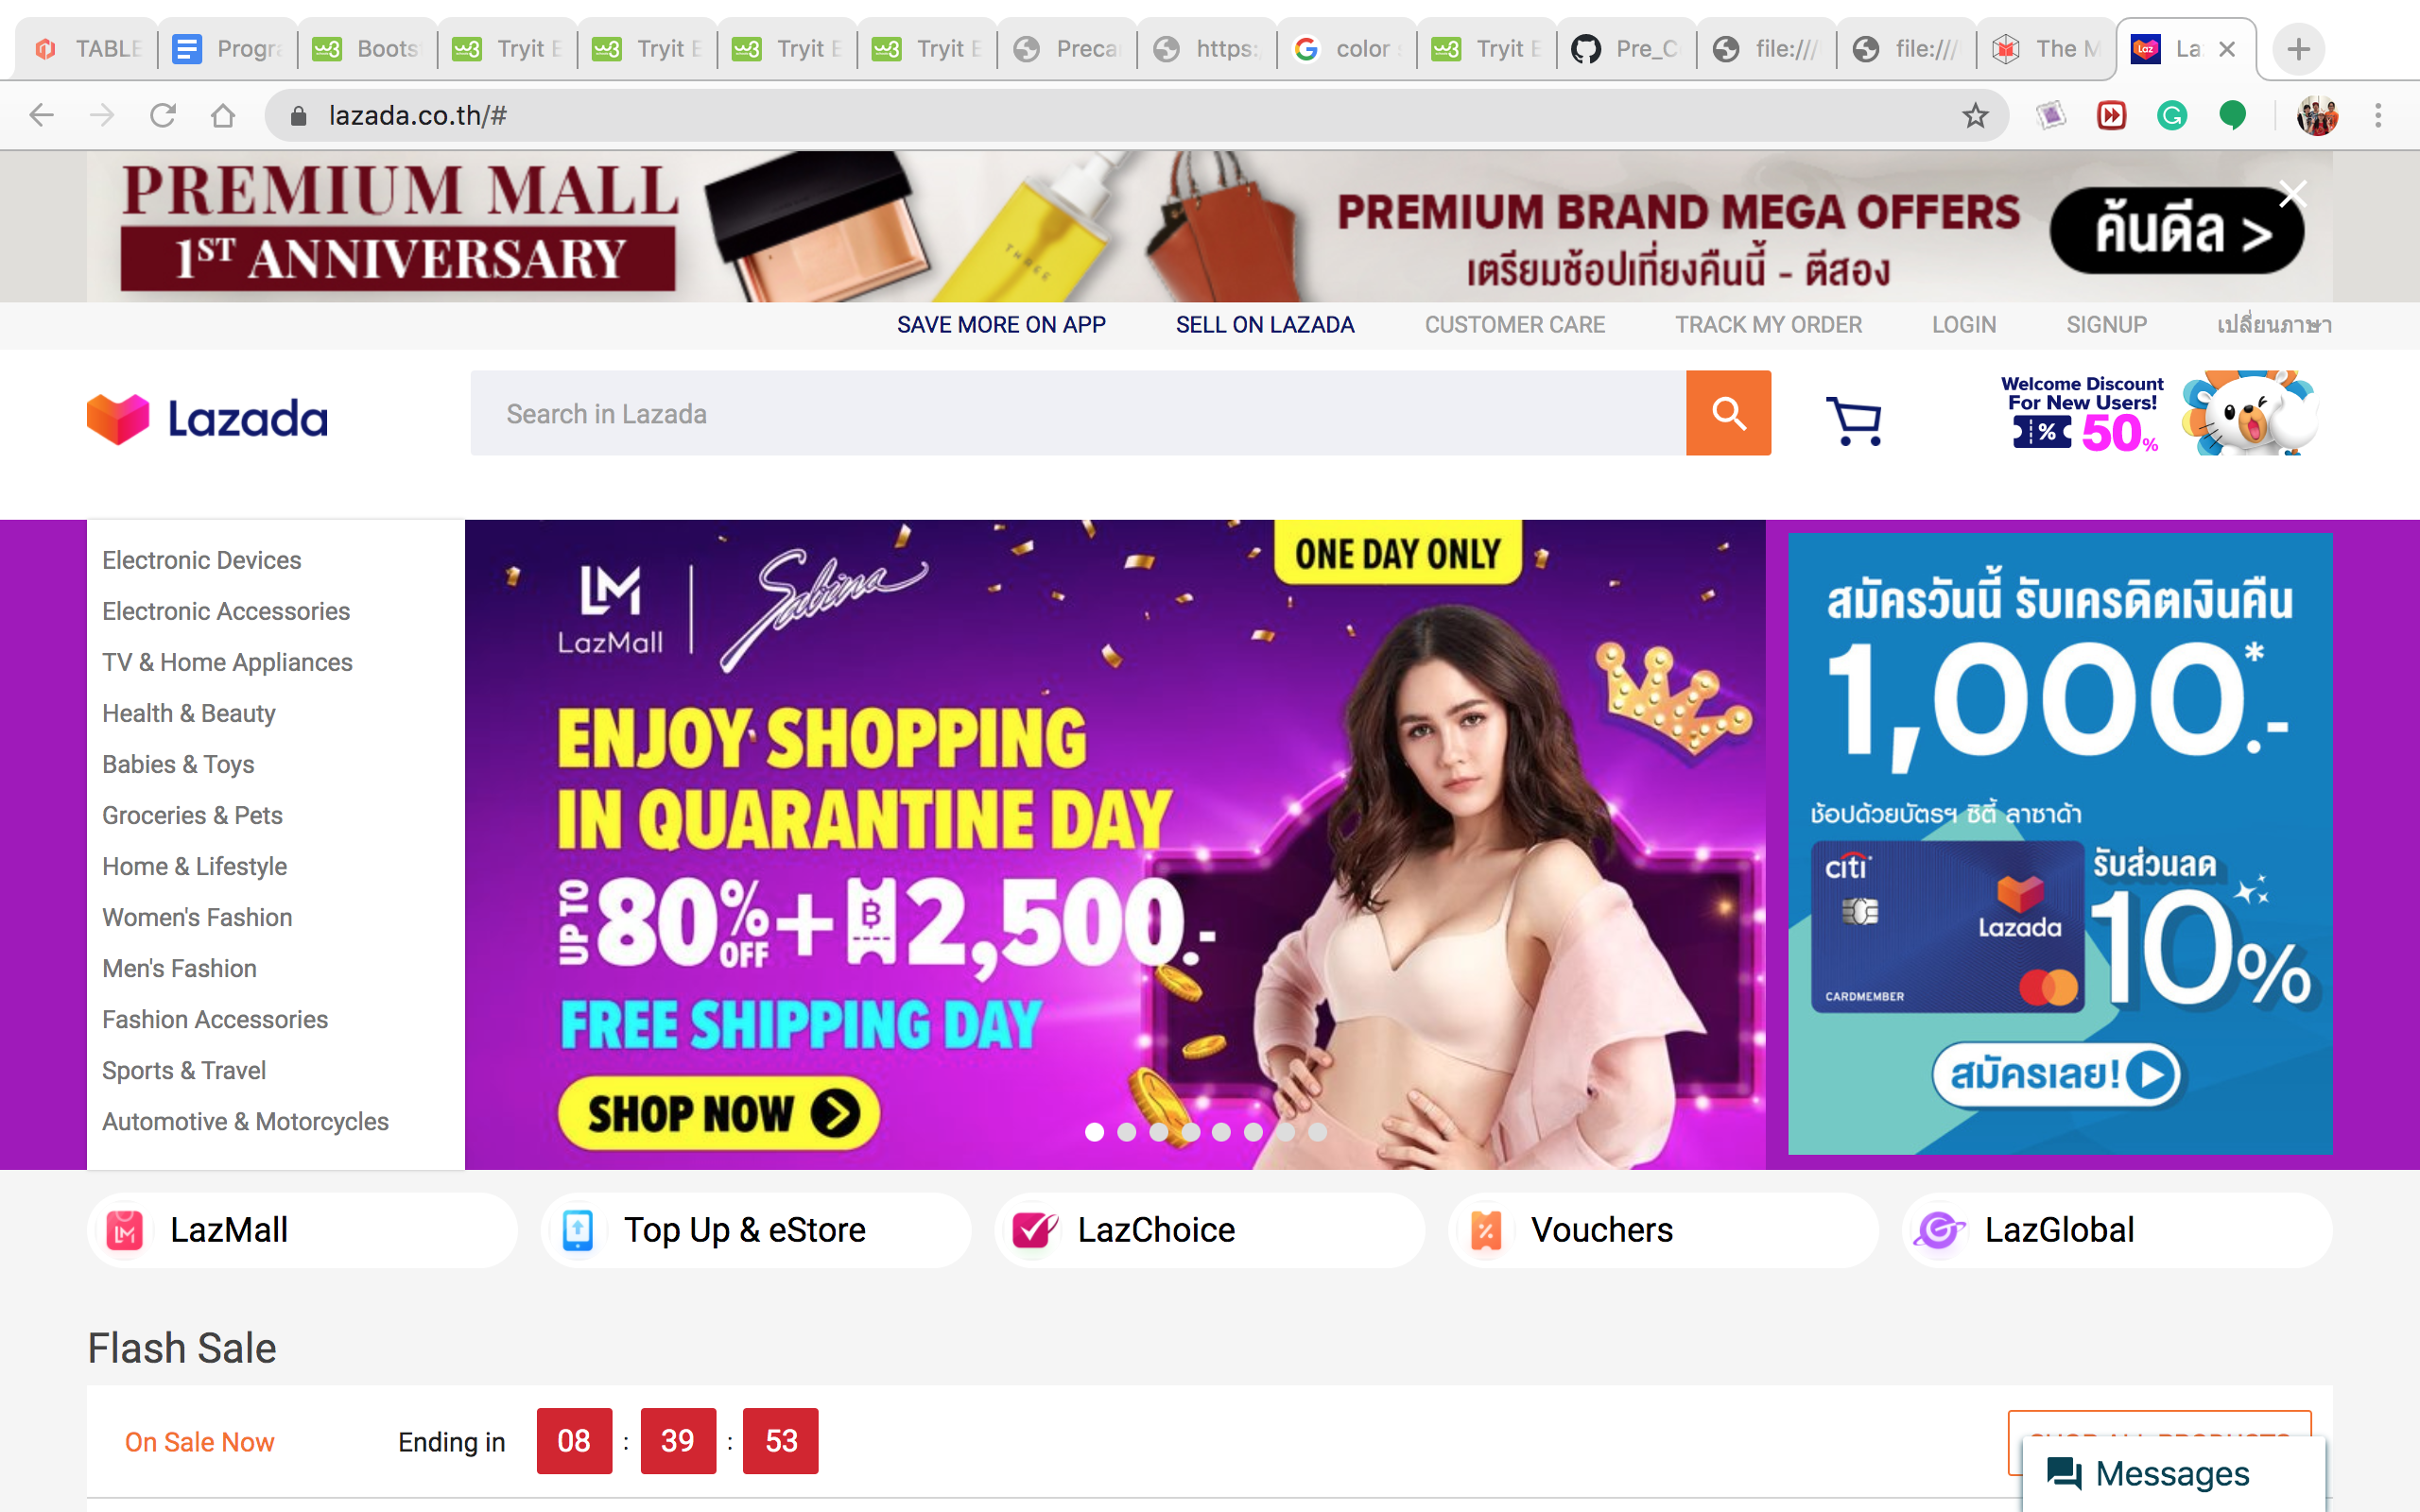 TABLE
Progra
Boots
Tryit E
Tryit E
Tryit E
Tryit E
Precar
https:
color
Tryit E
Pre_C
file:///
file:///
The M
Laz
La
lazada.co.th/#
PREMIUM MALL
1ST ANNIVERSARY
THREE
PREMIUM BRAND MEGA OFFERS
เตรียมช้อปเที่ยงคืนนี้ - ตีสอง
ค้นดีล >
SAVE MORE ON APP
SELL ON LAZADA
CUSTOMER CARE
TRACK MY ORDER
LOGIN
SIGNUP
เปลี่ยนภาษา
Lazada
Search in Lazada
Welcome Discount
For New Users!
% 50%
Electronic Devices
Electronic Accessories
TV & Home Appliances
Health & Beauty
Babies & Toys
Groceries & Pets
Home & Lifestyle
Women's Fashion
Men's Fashion
Fashion Accessories
Sports & Travel
Automotive & Motorcycles
LM
LazMall
Sabina
ONE DAY ONLY
ENJOY SHOPPING
IN QUARANTINE DAY
UP TO 80% OFF + ฿ 2,500.-
FREE SHIPPING DAY
SHOP NOW
สมัครวันนี้ รับเครดิตเงินคืน
1,000.-*
ช้อปด้วยบัตรฯ ซิตี้ ลาซาด้า
citi
Lazada
CARDMEMBER
รับส่วนลด
10%
สมัครเลย!
LazMall
Top Up & eStore
LazChoice
Vouchers
LazGlobal
Flash Sale
On Sale Now
Ending in
08 : 39 : 53
SHOP ALL PRODUCTS
Messages